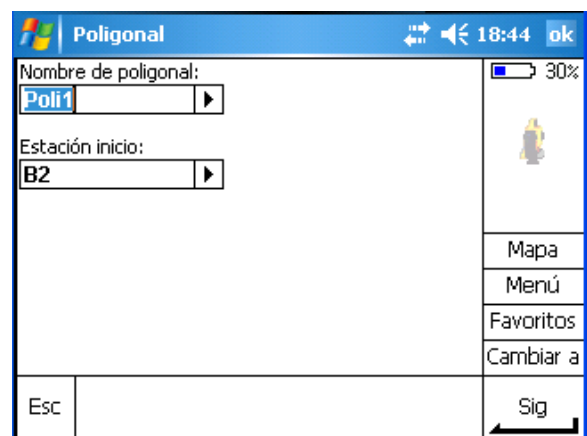 Poligonal 18:44 ok
Nombre de poligonal:
30%
Poli1
Estación inicio:
B2
Mapa
Menú
Favoritos
Cambiar a
Esc
Sig